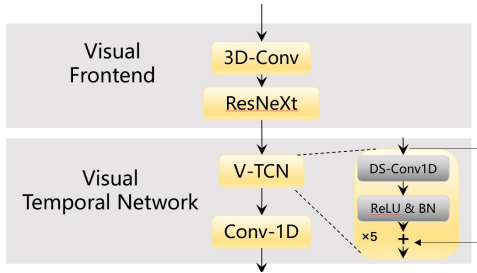 Visual
Frontend
3D-Conv
ResNeXt
Visual
Temporal Network
V-TCN
Conv-1D
DS-Conv1D
ReLU & BN
×5
+